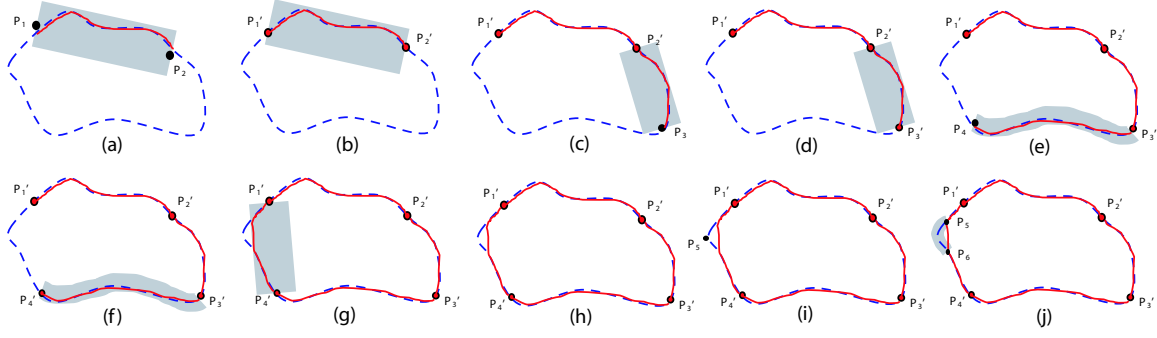 P1 P2 (a)
P1' P2' (b)
P1' P2' P3 (c)
P1' P2' P3' (d)
P1' P2' P4 P3' (e)
P1' P2' P4' P3' (f)
P1' P2' P4' P3' (g)
P1' P2' P4' P3' (h)
P1' P2' P5 P4' P3' (i)
P1' P2' P5 P6 P4' P3' (j)